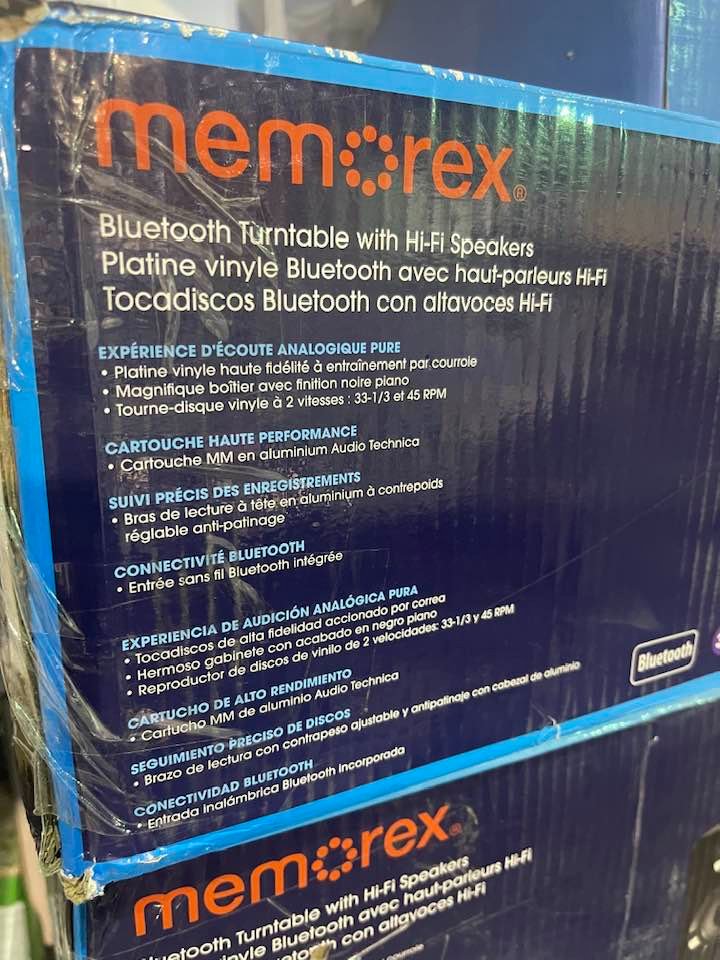 memorex®
Bluetooth Turntable with Hi-Fi Speakers
Platine vinyle Bluetooth avec haut-parleurs Hi-Fi
Tocadiscos Bluetooth con altavoces Hi-Fi
EXPÉRIENCE D'ÉCOUTE ANALOGIQUE PURE
• Platine vinyle haute fidélité à entraînement par courroie
• Magnifique boîtier avec finition noire piano
• Tourne-disque vinyle à 2 vitesses : 33-1/3 et 45 RPM
CARTOUCHE HAUTE PERFORMANCE
• Cartouche MM en aluminium Audio Technica
SUIVI PRÉCIS DES ENREGISTREMENTS
• Bras de lecture à tête en aluminium à contrepoids
réglable anti-patinage
CONNECTIVITÉ BLUETOOTH
• Entrée sans fil Bluetooth intégrée
EXPERIENCIA DE AUDICIÓN ANALÓGICA PURA
• Tocadiscos de alta fidelidad accionado por correa
• Hermoso gabinete con acabado en negro piano
• Reproductor de discos de vinilo de 2 velocidades: 33-1/3 y 45 RPM
CARTUCHO DE ALTO RENDIMIENTO
• Cartucho MM de aluminio Audio Technica
SEGUIMIENTO PRECISO DE DISCOS
• Brazo de lectura con contrapeso ajustable y antipatinaje con cabezal de aluminio
CONECTIVIDAD BLUETOOTH
• Entrada inalámbrica Bluetooth incorporada
Bluetooth
memorex®
Turntable with Hi-Fi Speakers
Bluetooth avec haut-parleurs Hi-Fi
con altavoces Hi-Fi
courroie